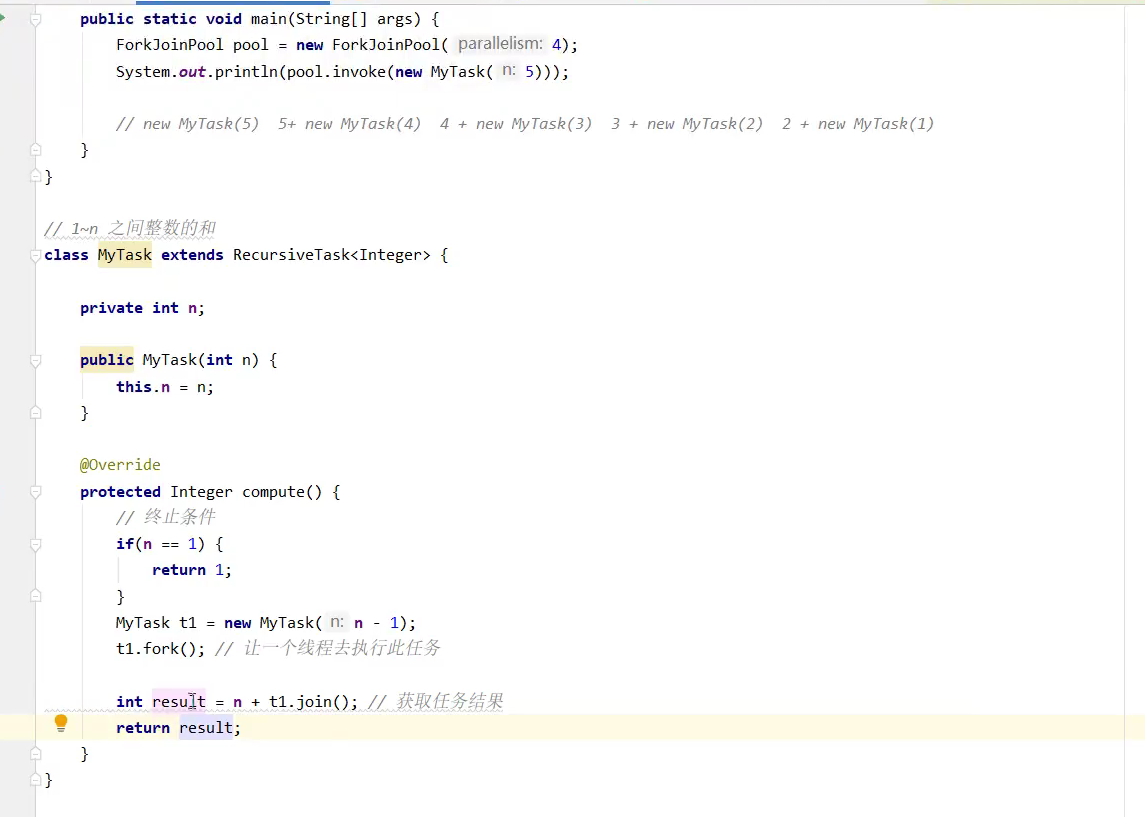 public static void main(String[] args) {
ForkJoinPool pool = new ForkJoinPool( parallelism: 4);
System.out.println(pool.invoke(new MyTask( n: 5)));
// new MyTask(5)  5+ new MyTask(4)  4 + new MyTask(3)  3 + new MyTask(2)  2 + new MyTask(1)
}
}
// 1~n 之间整数的和
class MyTask extends RecursiveTask<Integer> {
private int n;
public MyTask(int n) {
this.n = n;
}
@Override
protected Integer compute() {
// 终止条件
if(n == 1) {
return 1;
}
MyTask t1 = new MyTask( n: n - 1);
t1.fork(); // 让一个线程去执行此任务
int result = n + t1.join(); // 获取任务结果
return result;
}
}